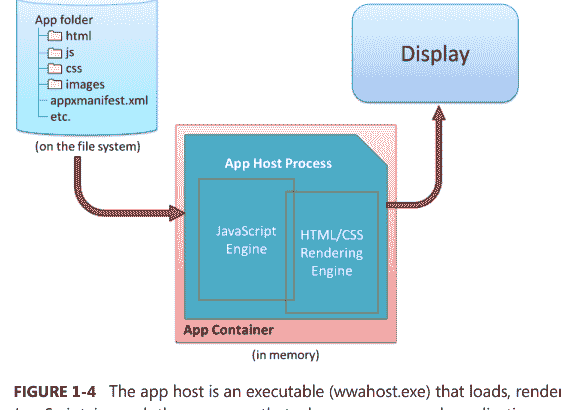 App folder
html
js
css
images
appxmanifest.xml
etc.
(on the file system)
Display
App Host Process
JavaScript
Engine
HTML/CSS
Rendering
Engine
App Container
(in memory)
FIGURE 1-4 The app host is an executable (wwahost.exe) that loads, render